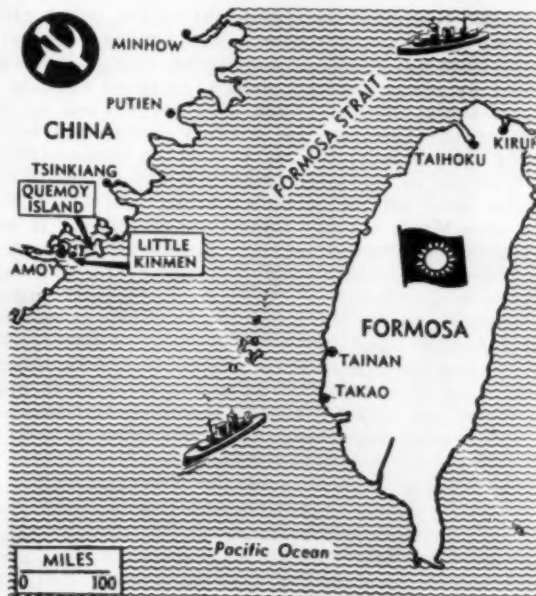 MINHOW
PUTIEN
CHINA
TSINKIANG
QUEMOY
ISLAND
LITTLE
KINMEN
AMOY
FORMOSA STRAIT
TAIHOKU
KIRUN
FORMOSA
TAINAN
TAKAO
Pacific Ocean
MILES
0 100